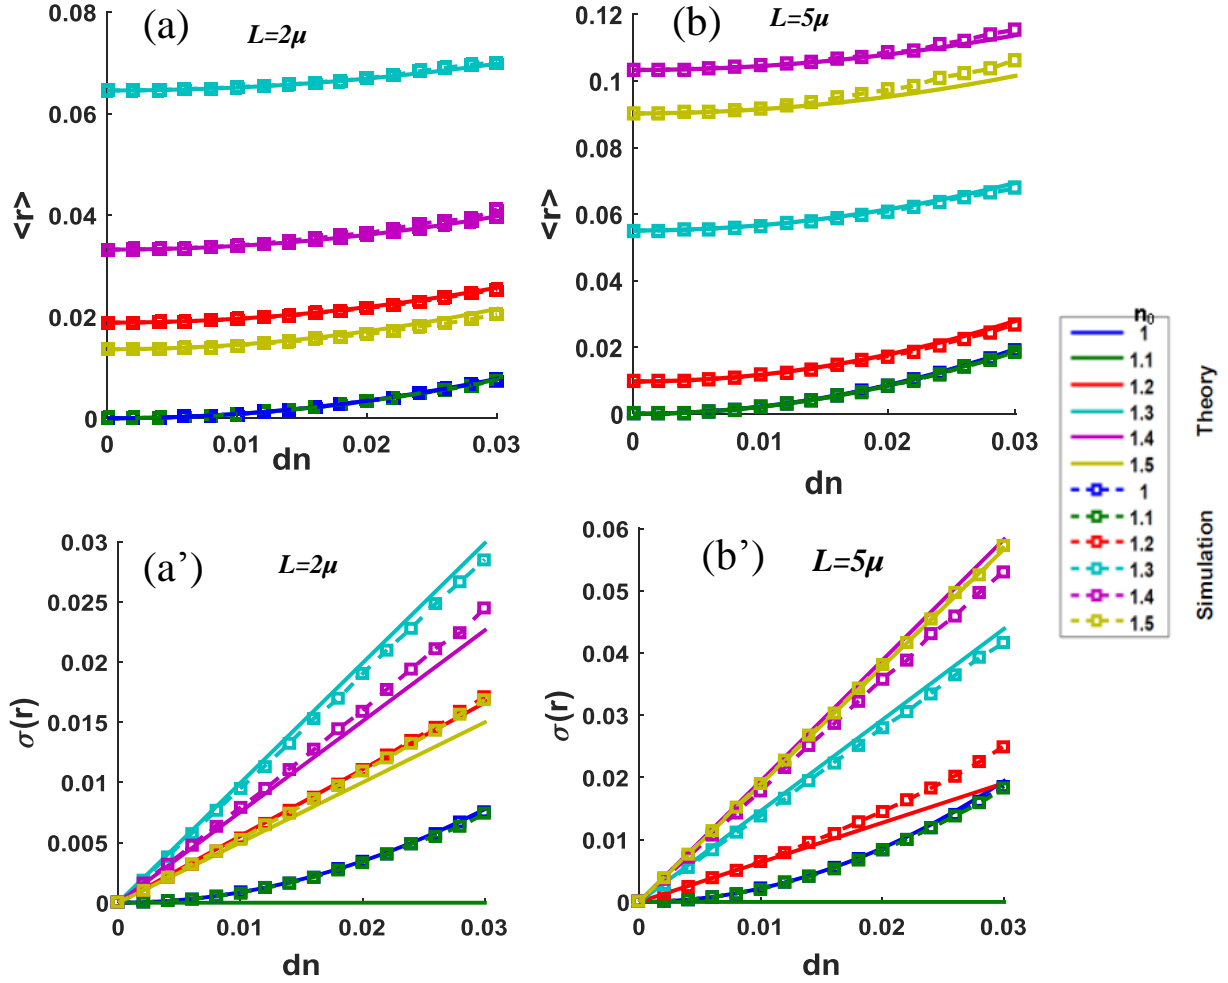 (a)
L=2μ
0.08
0.06
0.04
0.02
0
<r>
0
0.01
0.02
0.03
dn
(b)
L=5μ
0.12
0.1
0.08
0.06
0.04
0.02
0
<r>
0
0.01
0.02
0.03
dn
n₀
1
1.1
1.2
1.3
1.4
1.5
1
1.1
1.2
1.3
1.4
1.5
Theory
Simulation
(a’)
L=2μ
0.03
0.025
0.02
0.015
0.01
0.005
0
σ(r)
0
0.01
0.02
0.03
dn
(b’)
L=5μ
0.06
0.05
0.04
0.03
0.02
0.01
0
σ(r)
0
0.01
0.02
0.03
dn